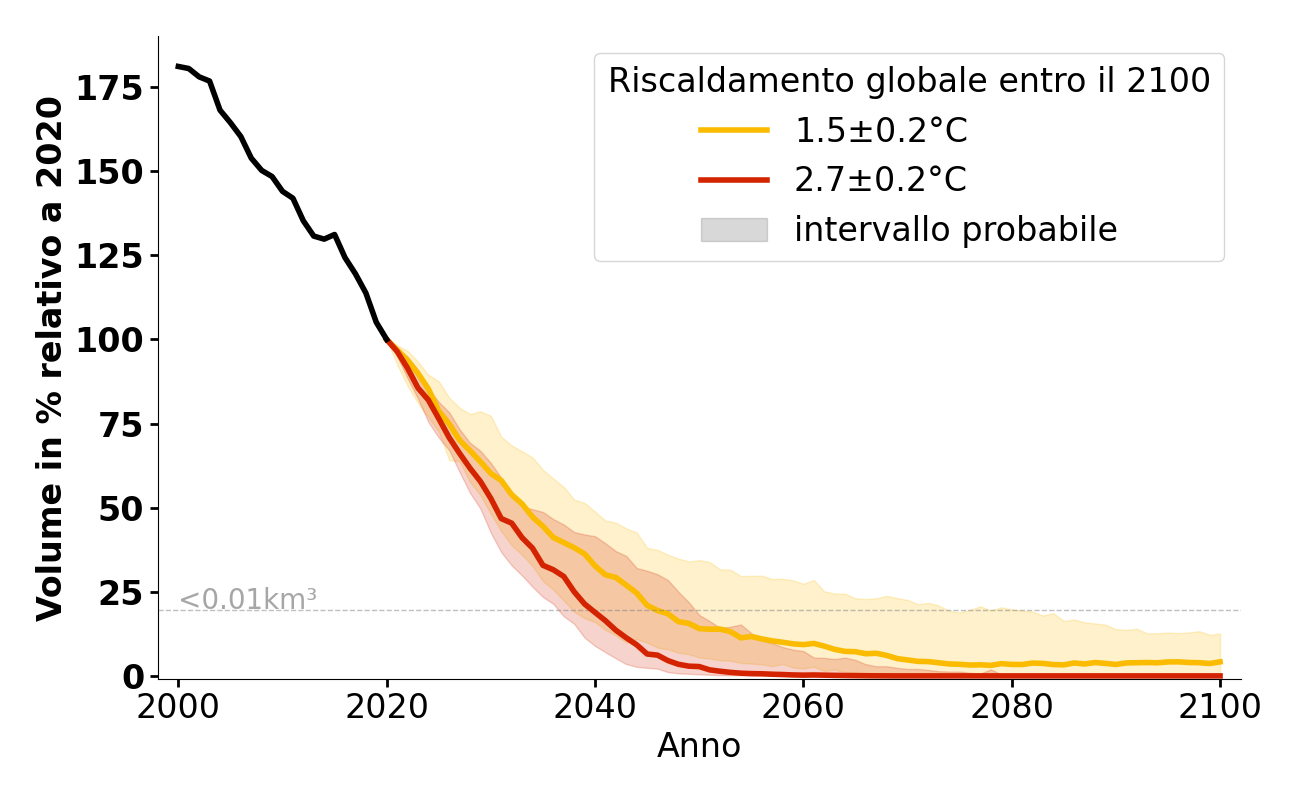 Riscaldamento globale entro il 2100
1.5±0.2°C
2.7±0.2°C
intervallo probabile
Volume in % relativo a 2020
175
150
125
100
75
50
25
0
<0.01km³
2000 2020 2040 2060 2080 2100
Anno